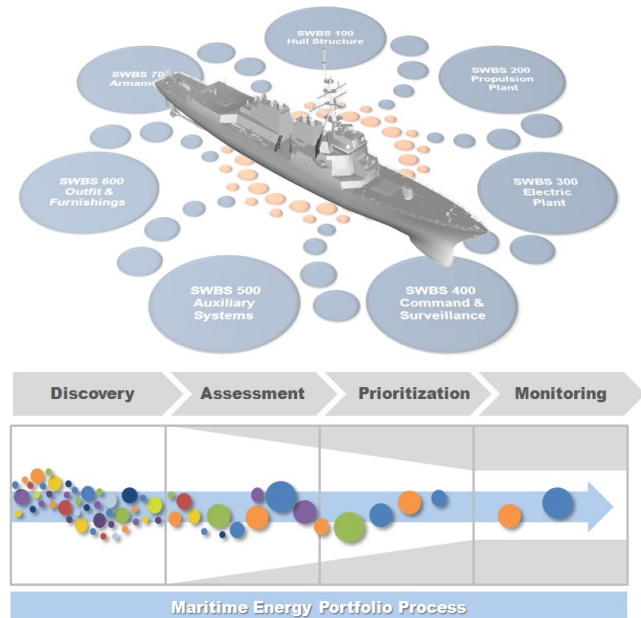 SWBS 100
Hull Structure
SWBS 200
Propulsion
Plant
SWBS 300
Electric
Plant
SWBS 400
Command &
Surveillance
SWBS 500
Auxiliary
Systems
SWBS 600
Outfit &
Furnishings
SWBS
Discovery
Assessment
Prioritization
Monitoring
Maritime Energy Portfolio Process